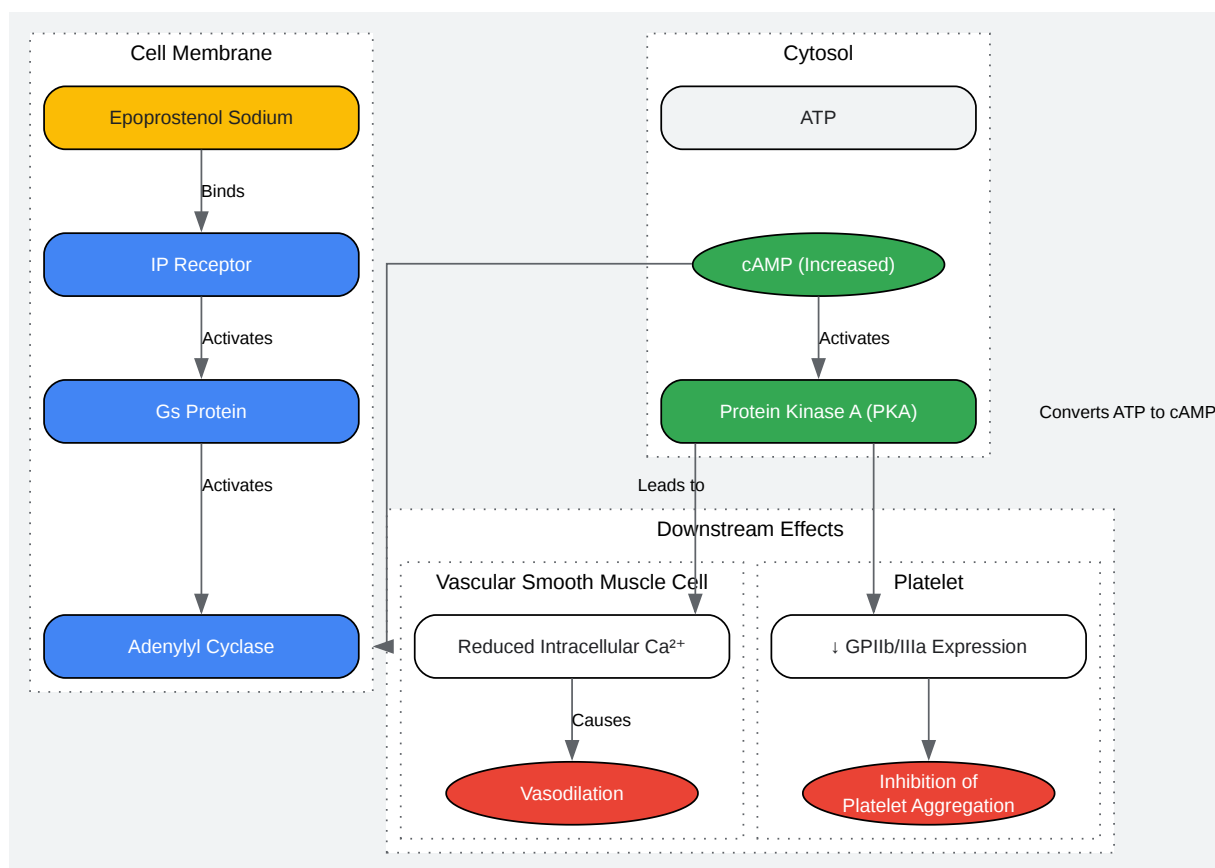 Cell Membrane
Epoprostenol Sodium
Binds
IP Receptor
Activates
Gs Protein
Activates
Adenylyl Cyclase
Cytosol
ATP
cAMP (Increased)
Activates
Protein Kinase A (PKA)
Converts ATP to cAMP
Leads to
Downstream Effects
Vascular Smooth Muscle Cell
Reduced Intracellular Ca²⁺
Causes
Vasodilation
Platelet
↓ GPIIb/IIIa Expression
Inhibition of
Platelet Aggregation